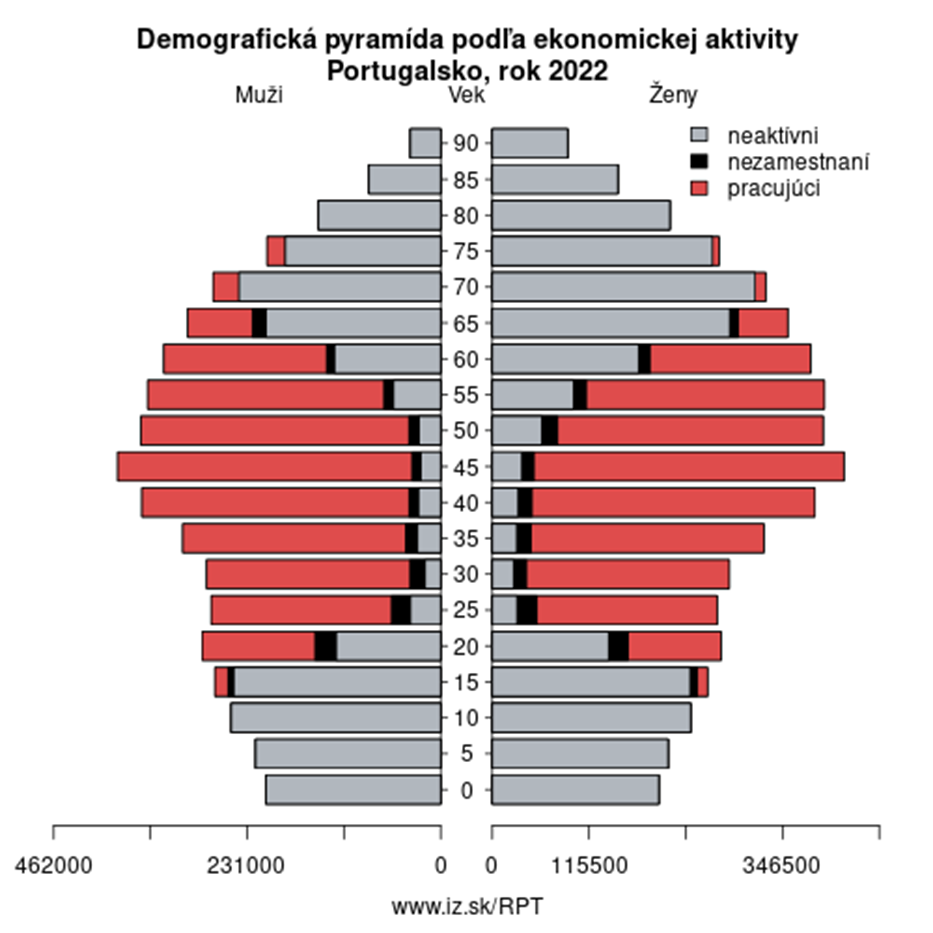 Demografická pyramída podľa ekonomickej aktivity
Portugalsko, rok 2022
Muži Vek Ženy
neaktívni
nezamestnaní
pracujúci
90
85
80
75
70
65
60
55
50
45
40
35
30
25
20
15
10
5
0
462000 231000 0 0 115500 346500
www.iz.sk/RPT